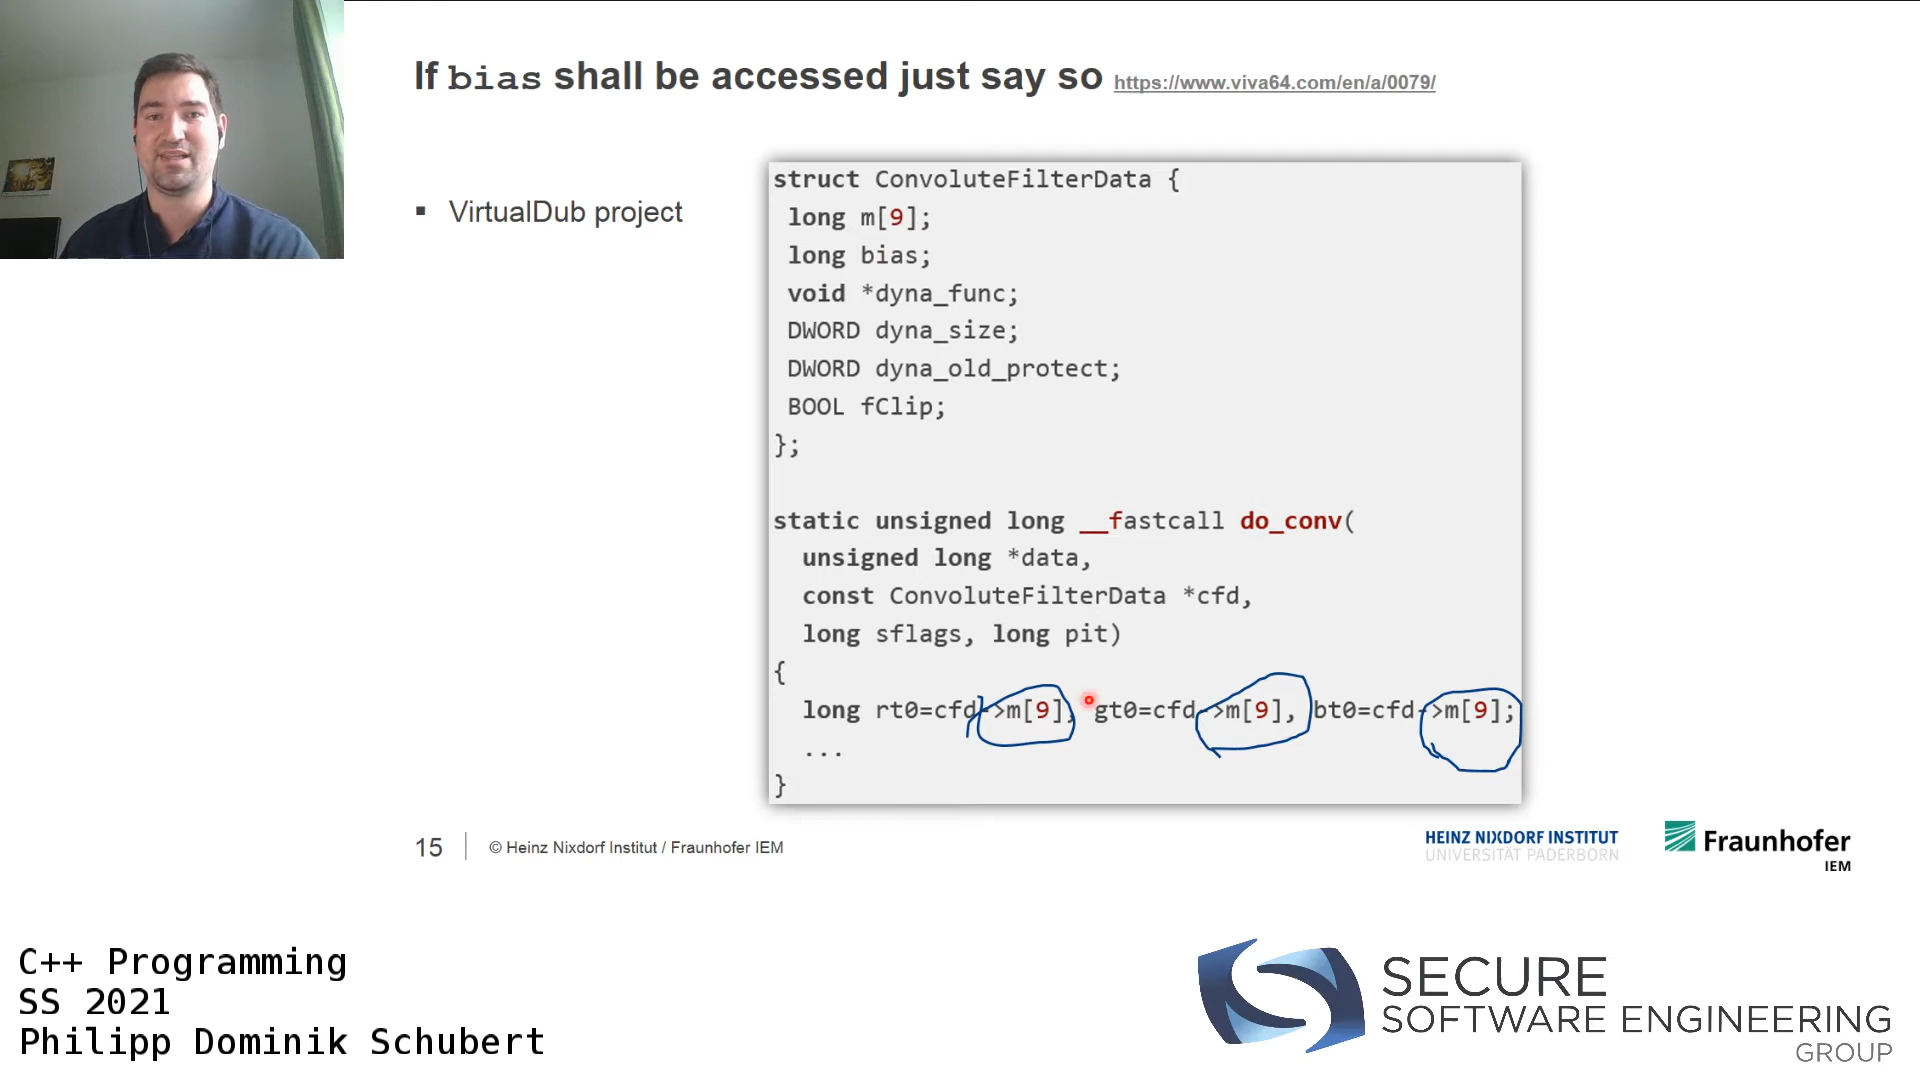 If bias shall be accessed just say so https://www.viva64.com/en/a/0079/
▪ VirtualDub project
struct ConvoluteFilterData {
long m[9];
long bias;
void *dyna_func;
DWORD dyna_size;
DWORD dyna_old_protect;
BOOL fClip;
};
static unsigned long __fastcall do_conv(
unsigned long *data,
const ConvoluteFilterData *cfd,
long sflags, long pit)
{
long rt0=cfd->m[9], gt0=cfd->m[9], bt0=cfd->m[9];
...
}
15 © Heinz Nixdorf Institut / Fraunhofer IEM
HEINZ NIXDORF INSTITUT
UNIVERSITÄT PADERBORN
Fraunhofer
IEM
C++ Programming
SS 2021
Philipp Dominik Schubert
SECURE
SOFTWARE ENGINEERING
GROUP